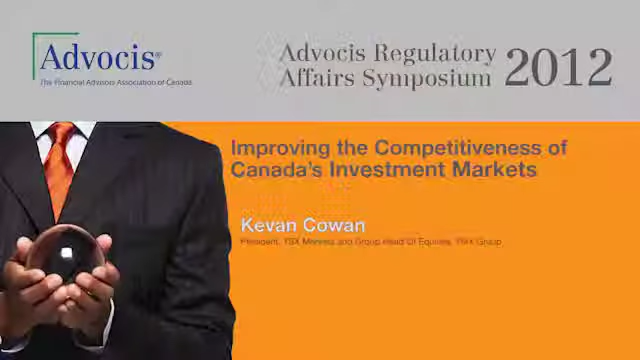 Advocis®
The Financial Advisors Association of Canada
Advocis Regulatory
Affairs Symposium 2012
Improving the Competitiveness of
Canada's Investment Markets
Kevan Cowan
President, TSX Markets and Group Head Of Equities, TMX Group